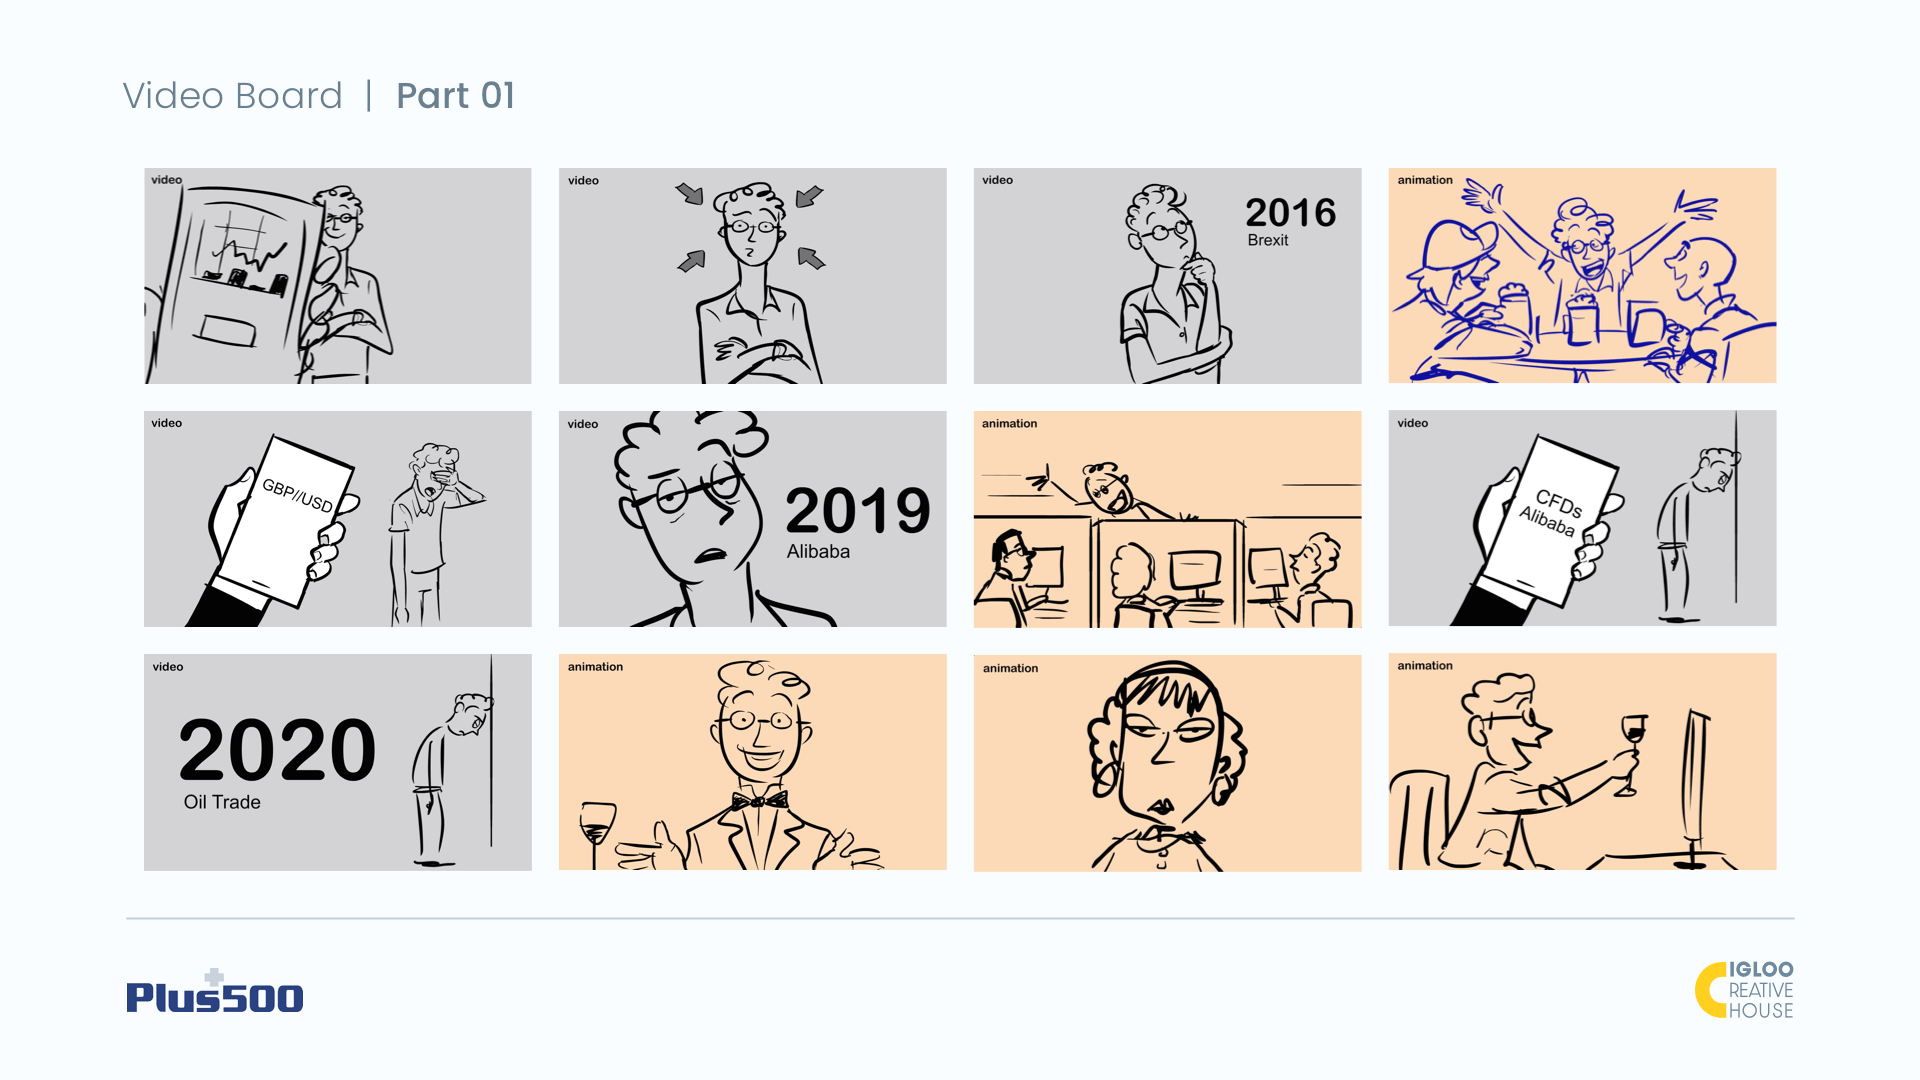 Video Board | Part 01
video
video
video
2016
Brexit
animation
video
GBP//USD
video
2019
Alibaba
animation
video
CFDs
Alibaba
video
2020
Oil Trade
animation
animation
animation
Plus500
IGLOO
CREATIVE
HOUSE